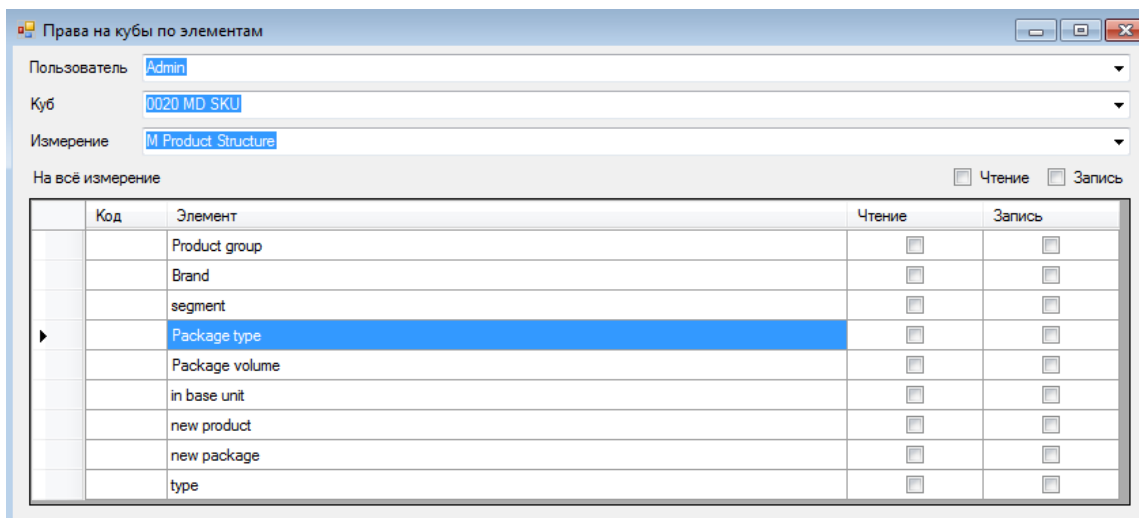 Права на кубы по элементам
Пользователь Admin
Куб 0020 MD SKU
Измерение M Product Structure
На всё измерение Чтение Запись
Код Элемент Чтение Запись
Product group
Brand
segment
Package type
Package volume
in base unit
new product
new package
type